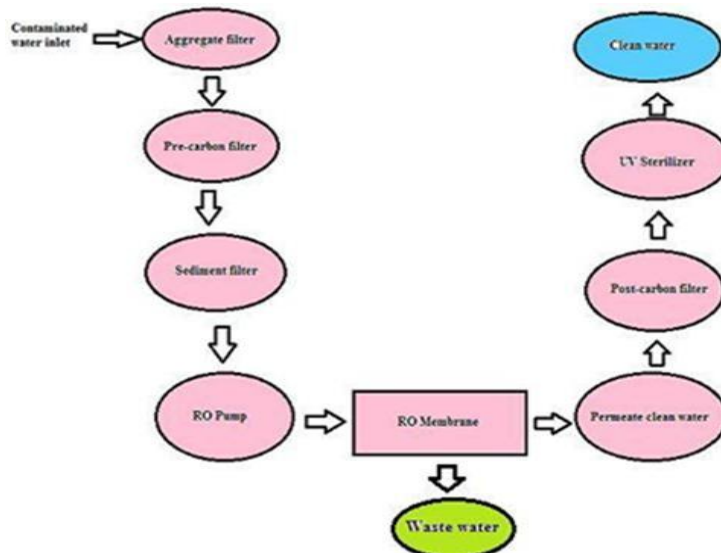 Contaminated
water inlet
Aggregate filter
Pre-carbon filter
Sediment filter
RO Pump
RO Membrane
Waste water
Permeate clean water
Post-carbon filter
UV Sterilizer
Clean water